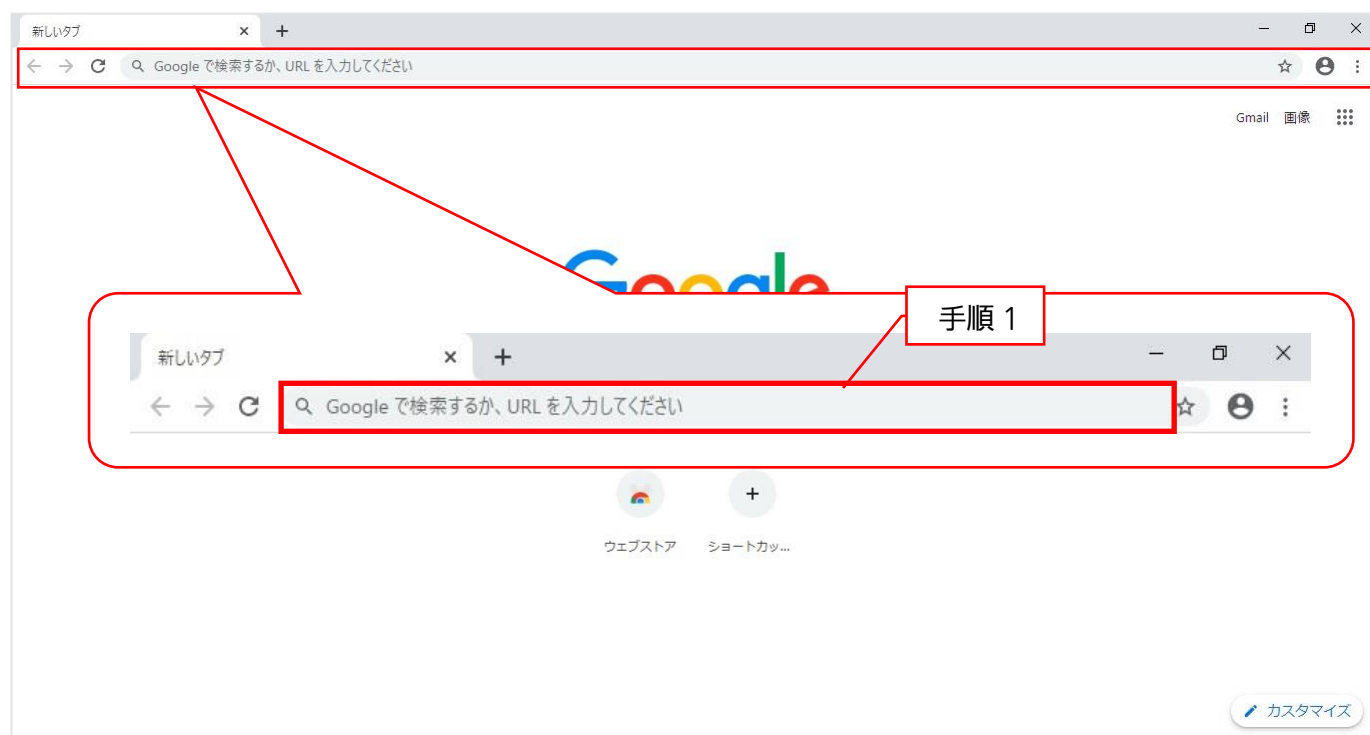 新しいタブ
Google で検索するか、URL を入力してください
Gmail 画像
Google
手順 1
新しいタブ
Google で検索するか、URL を入力してください
ウェブストア ショートカッ...
カスタマイズ